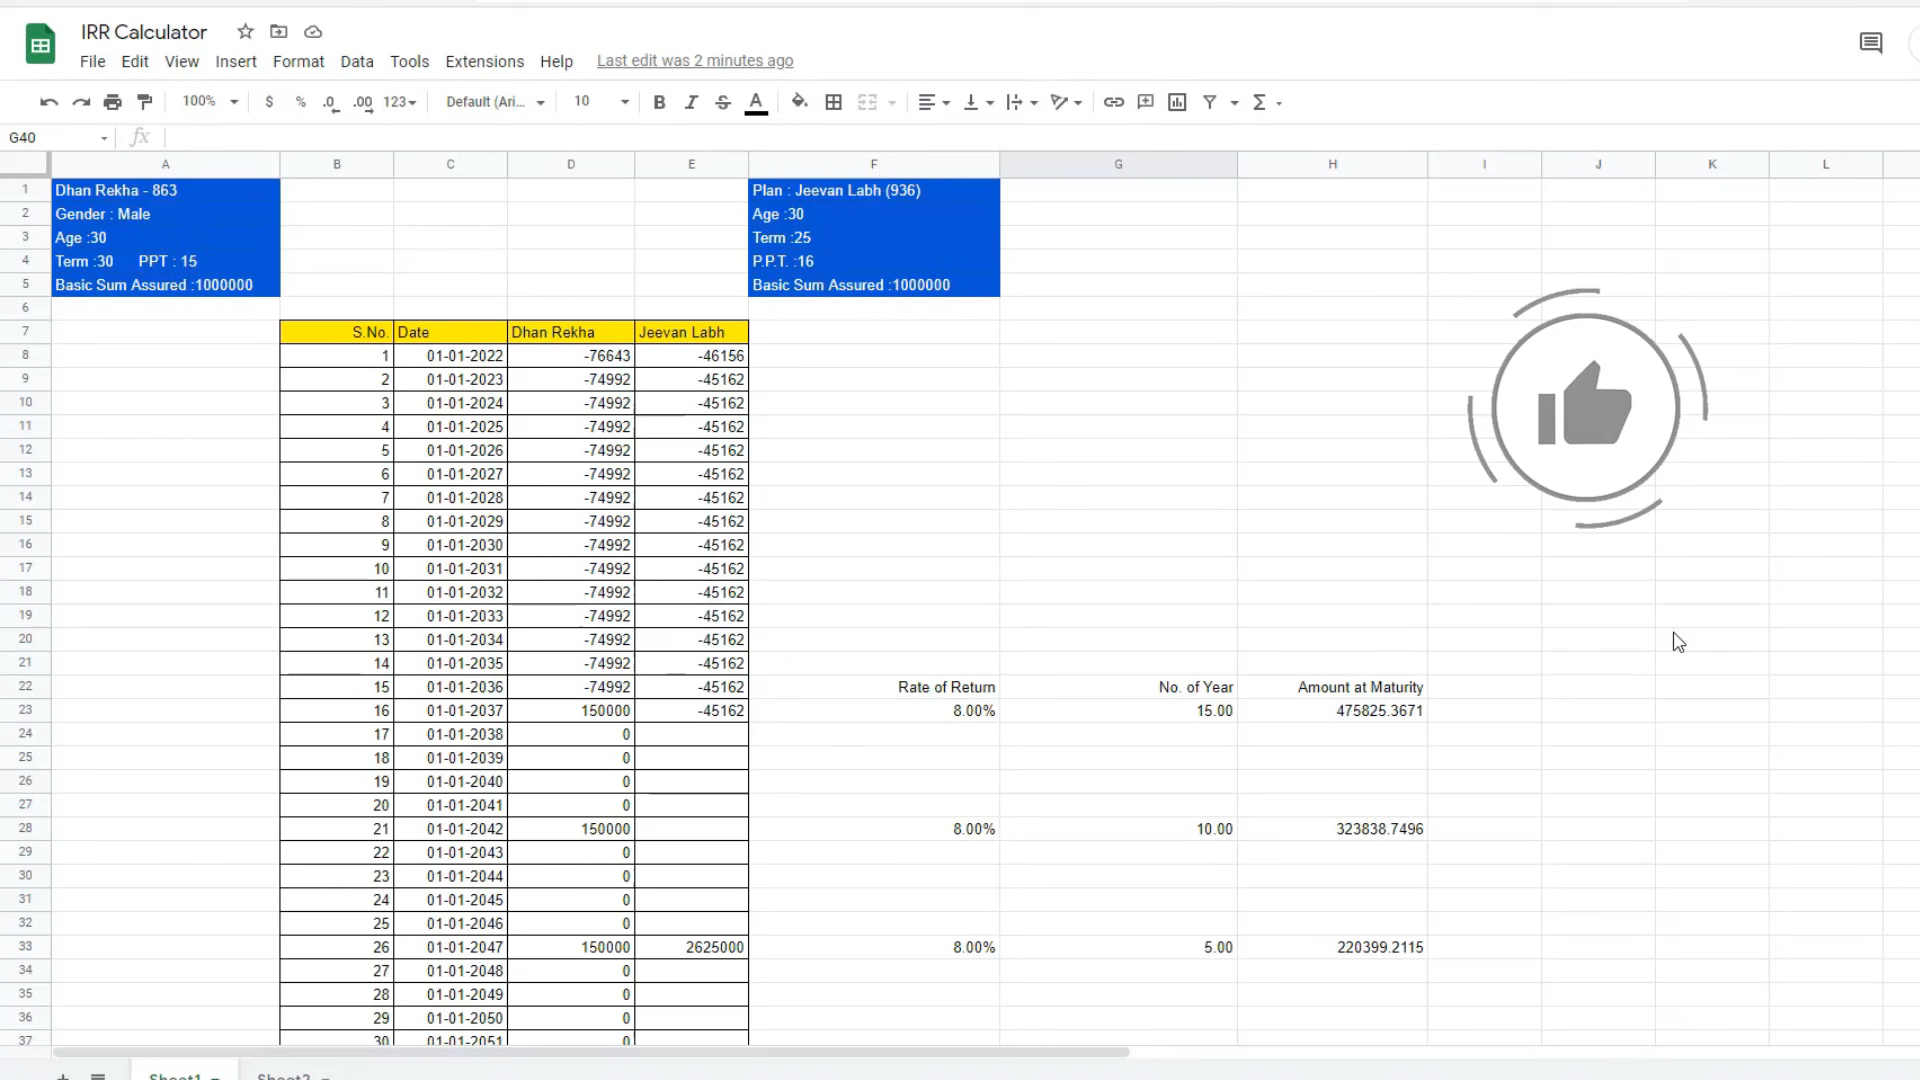 IRR Calculator
File Edit View Insert Format Data Tools Extensions Help Last edit was 2 minutes ago
100% $ % .0 .00 123 Default (Ari... 10 B I S A Σ
G40 fx
A B C D E F G H I J K L
1 Dhan Rekha - 863 Plan : Jeevan Labh (936)
2 Gender : Male Age :30
3 Age :30 Term :25
4 Term :30 PPT : 15 P.P.T. :16
5 Basic Sum Assured :1000000 Basic Sum Assured :1000000
6
7 S.No. Date Dhan Rekha Jeevan Labh
8 1 01-01-2022 -76643 -46156
9 2 01-01-2023 -74992 -45162
10 3 01-01-2024 -74992 -45162
11 4 01-01-2025 -74992 -45162
12 5 01-01-2026 -74992 -45162
13 6 01-01-2027 -74992 -45162
14 7 01-01-2028 -74992 -45162
15 8 01-01-2029 -74992 -45162
16 9 01-01-2030 -74992 -45162
17 10 01-01-2031 -74992 -45162
18 11 01-01-2032 -74992 -45162
19 12 01-01-2033 -74992 -45162
20 13 01-01-2034 -74992 -45162
21 14 01-01-2035 -74992 -45162
22 15 01-01-2036 -74992 -45162 Rate of Return No. of Year Amount at Maturity
23 16 01-01-2037 150000 -45162 8.00% 15.00 475825.3671
24 17 01-01-2038 0
25 18 01-01-2039 0
26 19 01-01-2040 0
27 20 01-01-2041 0
28 21 01-01-2042 150000 8.00% 10.00 323838.7496
29 22 01-01-2043 0
30 23 01-01-2044 0
31 24 01-01-2045 0
32 25 01-01-2046 0
33 26 01-01-2047 150000 2625000 8.00% 5.00 220399.2115
34 27 01-01-2048 0
35 28 01-01-2049 0
36 29 01-01-2050 0
37 30 01-01-2051 0
Sheet1 Sheet2